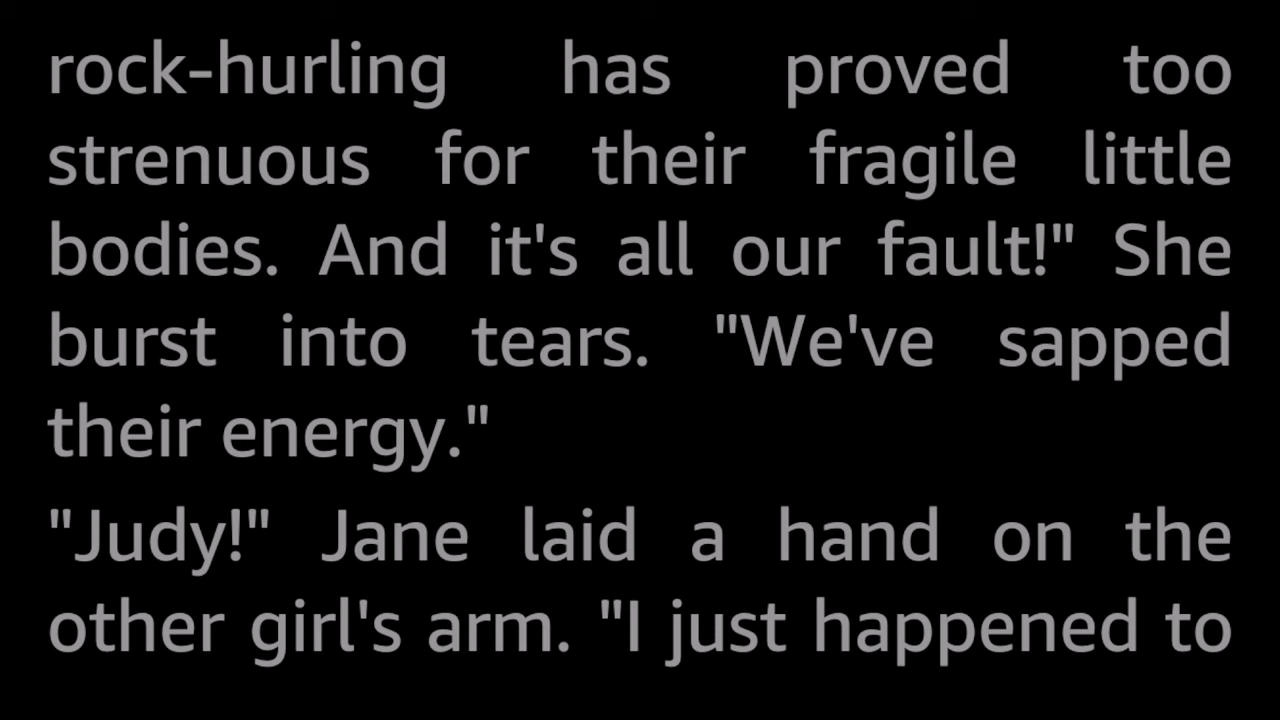 rock-hurling has proved too
strenuous for their fragile little
bodies. And it's all our fault!" She
burst into tears. "We've sapped
their energy."
"Judy!" Jane laid a hand on the
other girl's arm. "I just happened to